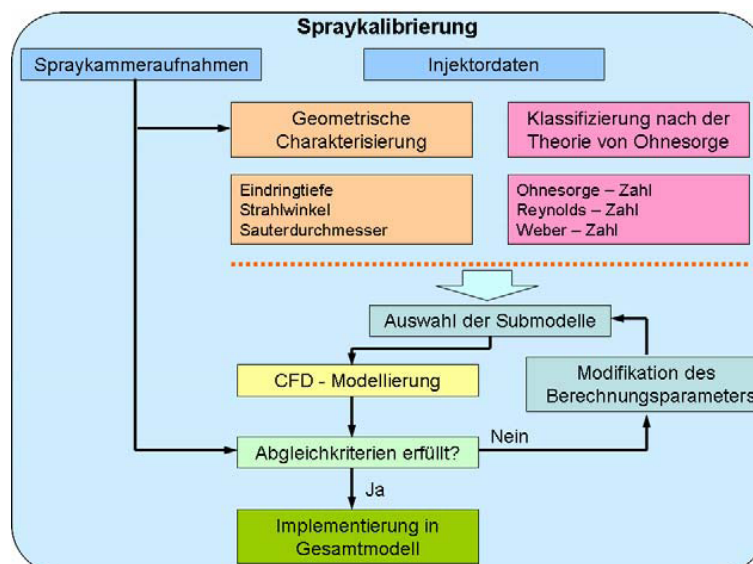 Spraykalibrierung
Spraykammeraufnahmen
Injektordaten
Geometrische
Charakterisierung
Klassifizierung nach der
Theorie von Ohnesorge
Eindringtiefe
Strahlwinkel
Sauterdurchmesser
Ohnesorge – Zahl
Reynolds – Zahl
Weber – Zahl
Auswahl der Submodelle
CFD - Modellierung
Modifikation des
Berechnungsparameters
Abgleichkriterien erfüllt?
Nein
Ja
Implementierung in
Gesamtmodell